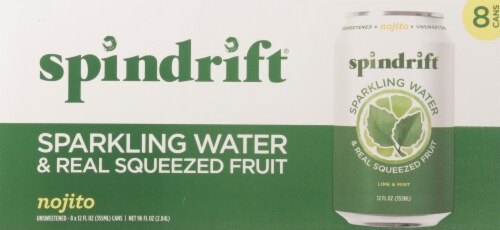 spindrift®
SPARKLING WATER
& REAL SQUEEZED FRUIT
nojito
UNSWEETENED - 8 x 12 FL OZ (355ML) CANS | NET 96 FL OZ (2.84L)
UNSWEETENED • nojito • UNSWEETENED
spindrift
SPARKLING WATER
& REAL SQUEEZED FRUIT
LIME & MINT
12 FL OZ (355ML)
8 CANS